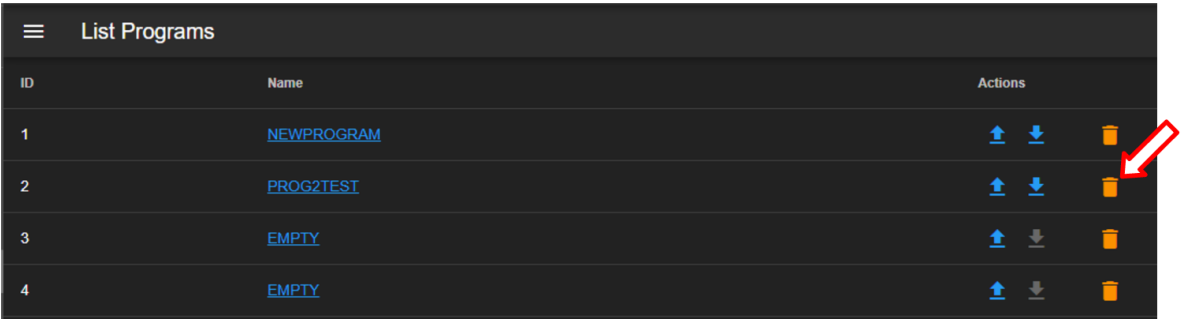 List Programs
ID Name Actions
1 NEWPROGRAM
2 PROG2TEST
3 EMPTY
4 EMPTY